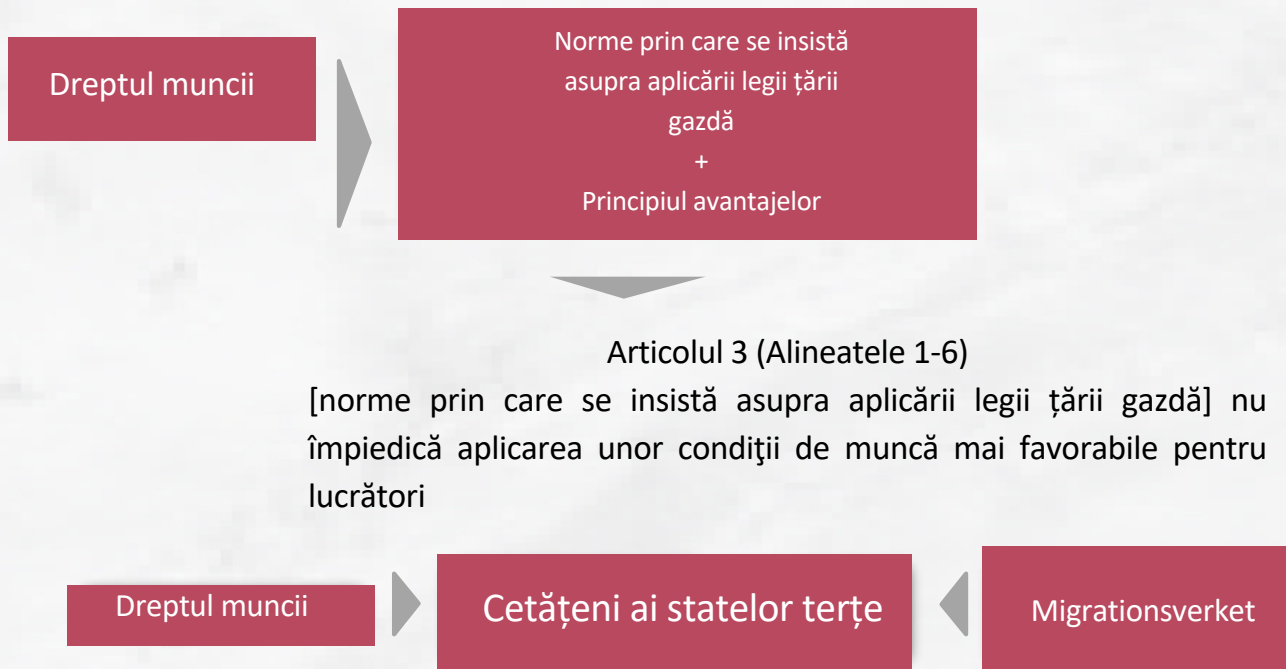 Dreptul muncii
Norme prin care se insistă
asupra aplicării legii țării
gazdă
+
Principiul avantajelor
Articolul 3 (Alineatele 1-6)
[norme prin care se insistă asupra aplicării legii țării gazdă] nu
împiedică aplicarea unor condiţii de muncă mai favorabile pentru
lucrători
Dreptul muncii
Cetățeni ai statelor terțe
Migrationsverket